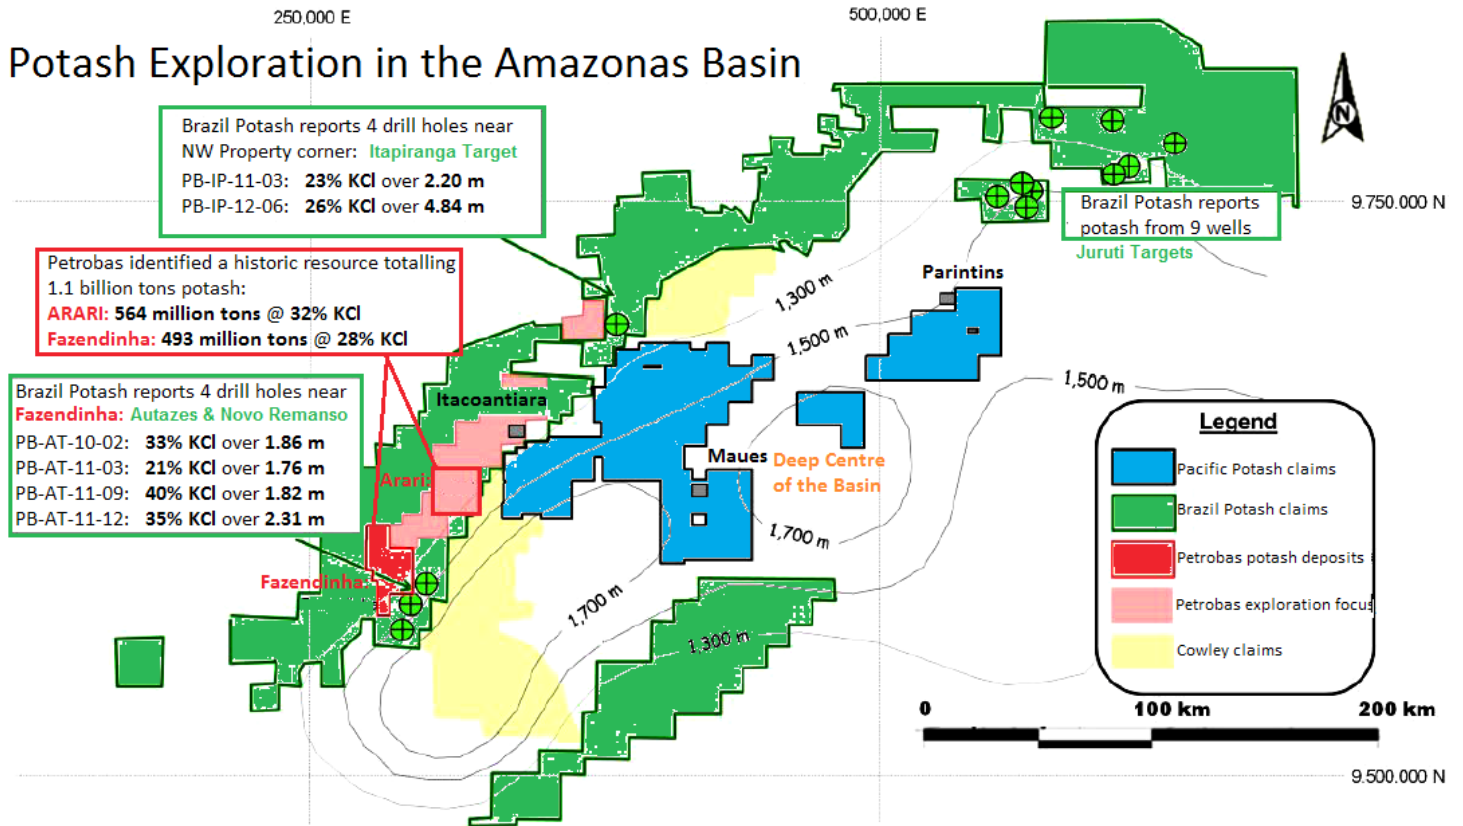 250,000 E
500,000 E
Potash Exploration in the Amazonas Basin
N
Brazil Potash reports 4 drill holes near
NW Property corner: Itapiranga Target
PB-IP-11-03: 23% KCl over 2.20 m
PB-IP-12-06: 26% KCl over 4.84 m
9.750.000 N
Brazil Potash reports
potash from 9 wells
Juruti Targets
Petrobas identified a historic resource totalling
1.1 billion tons potash:
ARARI: 564 million tons @ 32% KCl
Fazendinha: 493 million tons @ 28% KCl
Parintins
1,300 m
1,500 m
1,500 m
Brazil Potash reports 4 drill holes near
Fazendinha: Autazes & Novo Remanso
PB-AT-10-02: 33% KCl over 1.86 m
PB-AT-11-03: 21% KCl over 1.76 m
PB-AT-11-09: 40% KCl over 1.82 m
PB-AT-11-12: 35% KCl over 2.31 m
Itacoantiara
Arari:
Maues
Deep Centre
of the Basin
1,700 m
Fazendinha
1,700 m
1,300 m
Legend
Pacific Potash claims
Brazil Potash claims
Petrobas potash deposits
Petrobas exploration focus
Cowley claims
0 100 km 200 km
9.500.000 N